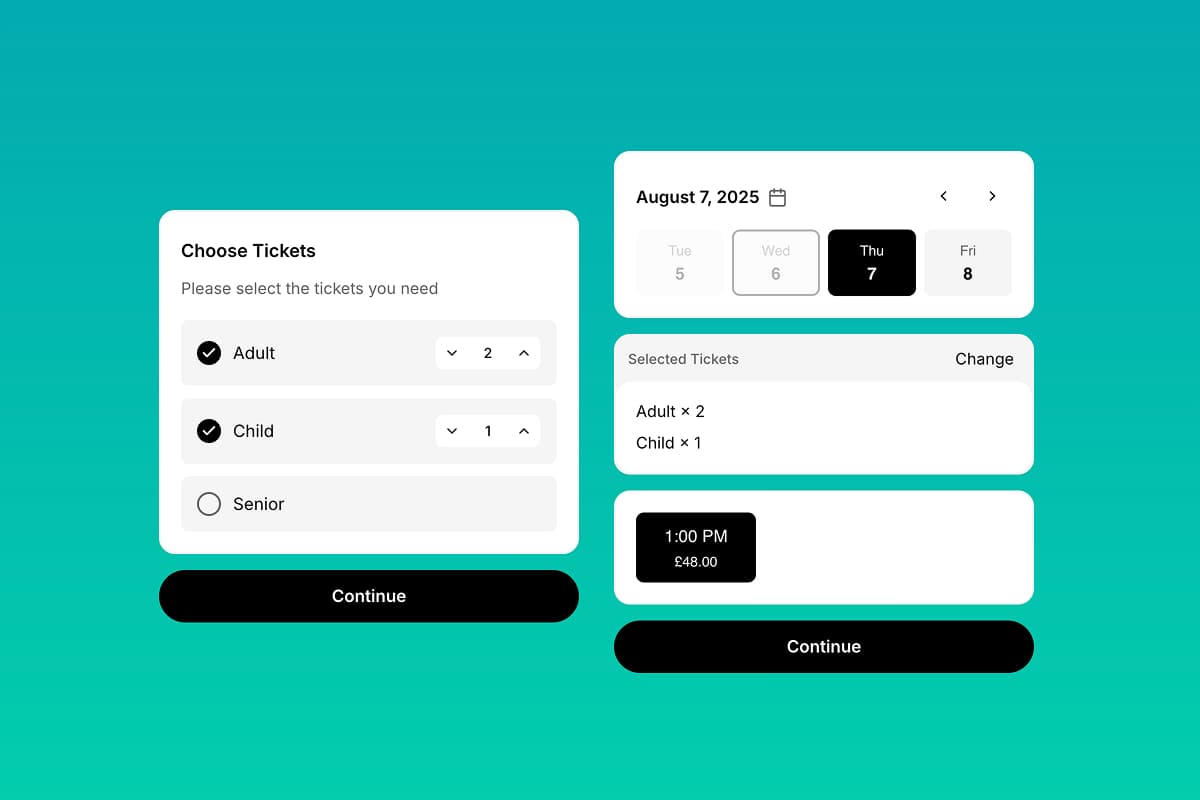 Choose Tickets
Please select the tickets you need
Adult 2
Child 1
Senior
Continue
August 7, 2025
Tue Wed Thu Fri
5 6 7 8
Selected Tickets Change
Adult × 2
Child × 1
1:00 PM
£48.00
Continue